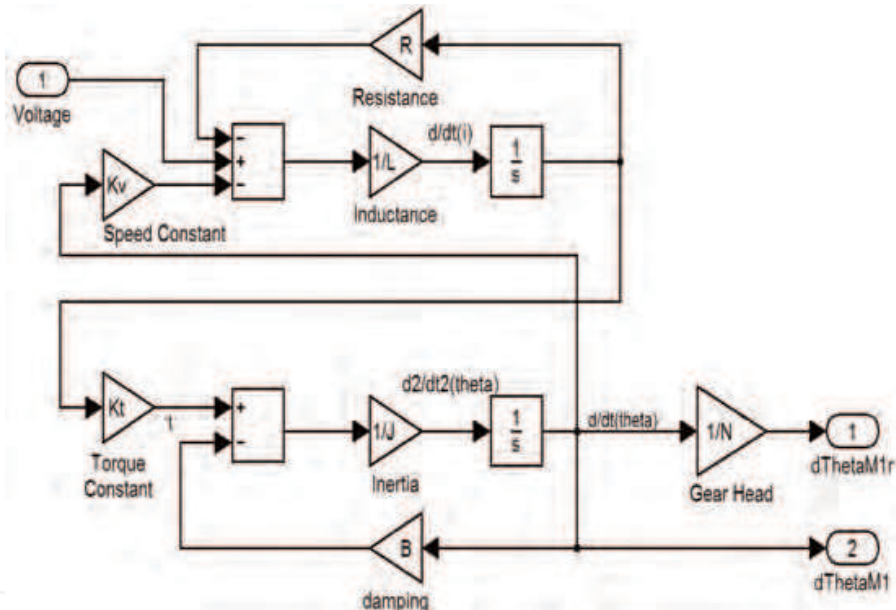 R
Resistance
1
Voltage
−
+
−
Kv
Speed Constant
1/L
Inductance
d/dt(i)
1
s
Kt
Torque
Constant
+
−
1/J
Inertia
d2/dt2(theta)
1
s
d/dt(theta)
1/N
Gear Head
1
dThetaM1r
B
damping
2
dThetaM1